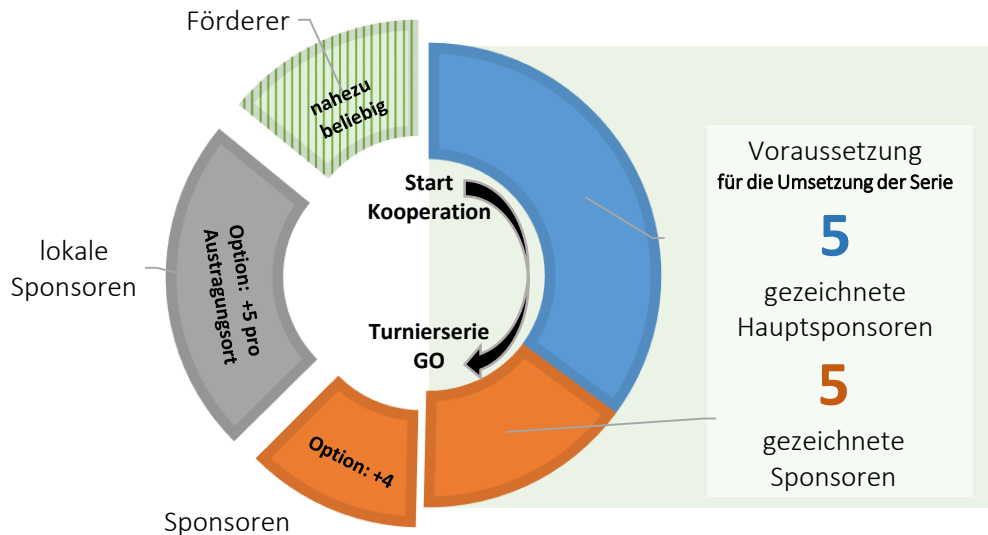 Förderer
nahezu
beliebig
Start
Kooperation
Turnierserie
GO
lokale
Sponsoren
Option: +5 pro
Austragungsort
Option: +4
Sponsoren
Voraussetzung
für die Umsetzung der Serie
5
gezeichnete
Hauptsponsoren
5
gezeichnete
Sponsoren